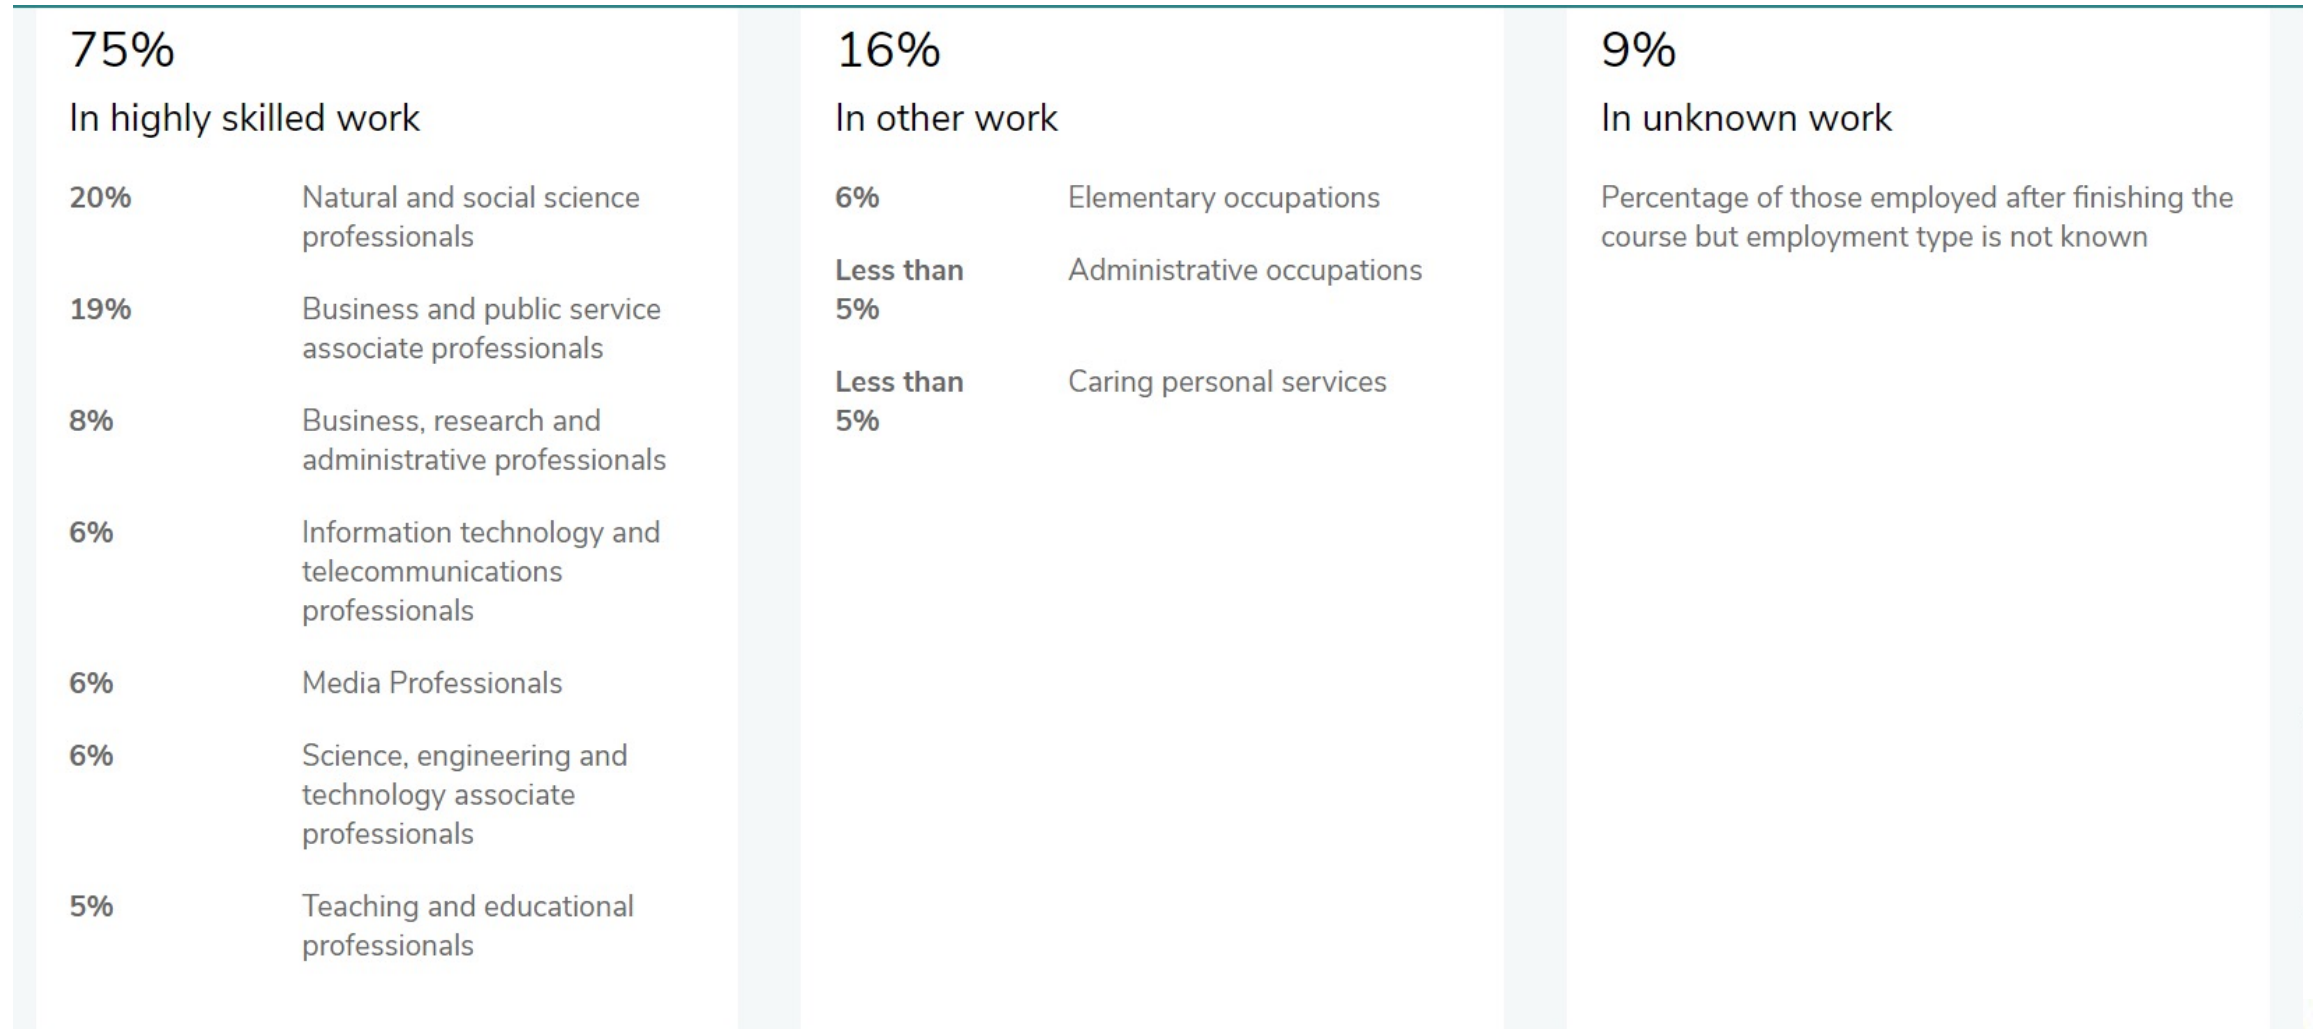 75%
In highly skilled work
20% Natural and social science
professionals
19% Business and public service
associate professionals
8% Business, research and
administrative professionals
6% Information technology and
telecommunications
professionals
6% Media Professionals
6% Science, engineering and
technology associate
professionals
5% Teaching and educational
professionals
16%
In other work
6% Elementary occupations
Less than Administrative occupations
5%
Less than Caring personal services
5%
9%
In unknown work
Percentage of those employed after finishing the
course but employment type is not known